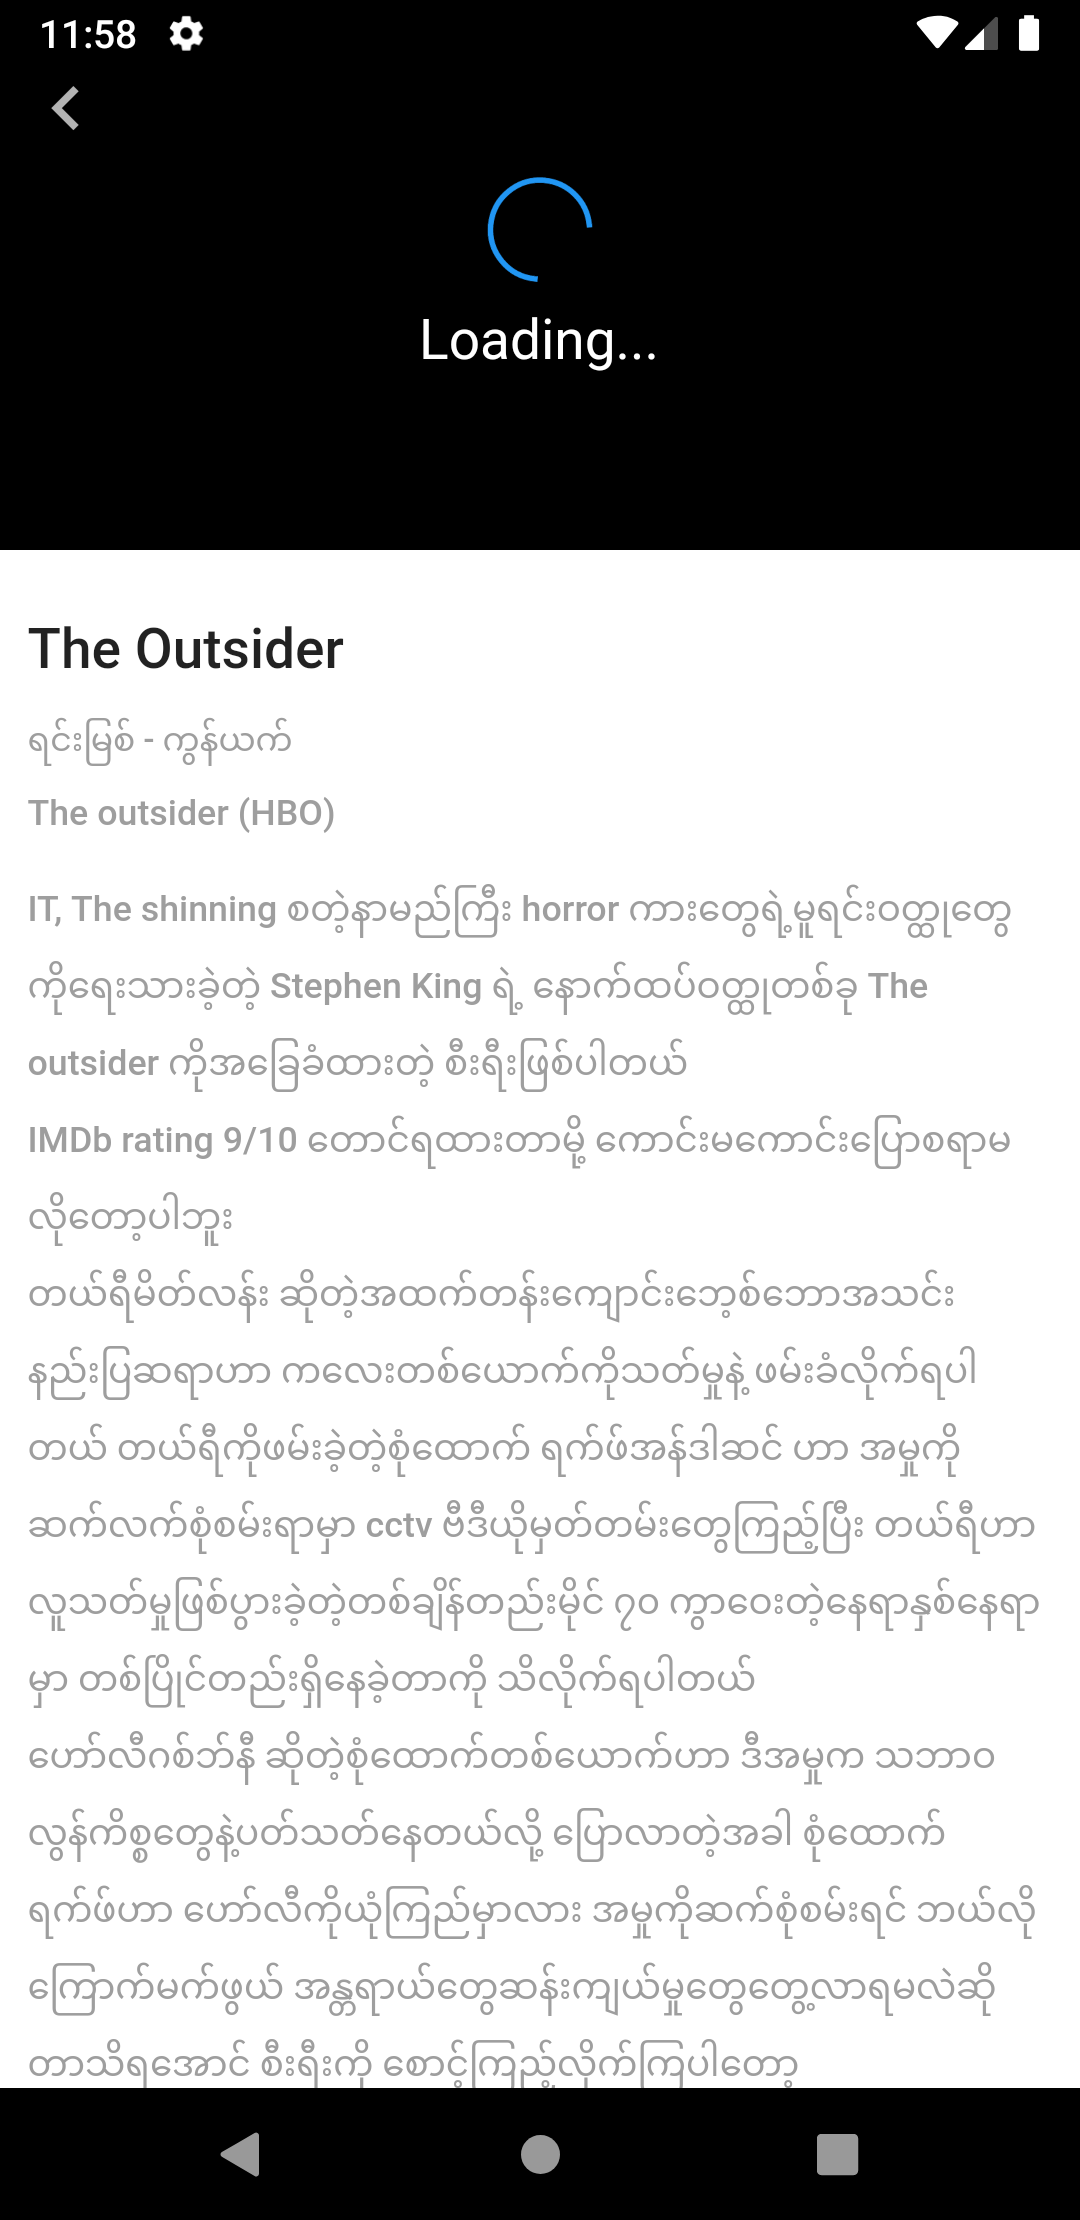 11:58
Loading...
The Outsider
ရင်းမြစ် - ကွန်ယက်
The outsider (HBO)
IT, The shinning စတဲ့နာမည်ကြီး horror ကားတွေရဲ့မူရင်းဝတ္ထုတွေ
ကိုရေးသားခဲ့တဲ့ Stephen King ရဲ့ နောက်ထပ်ဝတ္ထုတစ်ခု The
outsider ကိုအခြေခံထားတဲ့ စီးရီးဖြစ်ပါတယ်
IMDb rating 9/10 တောင်ရထားတာမို့ ကောင်းမကောင်းပြောစရာမ
လိုတော့ပါဘူး
တယ်ရီမိတ်လန်း ဆိုတဲ့အထက်တန်းကျောင်းဘေ့စ်ဘောအသင်း
နည်းပြဆရာဟာ ကလေးတစ်ယောက်ကိုသတ်မှုနဲ့ ဖမ်းခံလိုက်ရပါ
တယ် တယ်ရီကိုဖမ်းခဲ့တဲ့စုံထောက် ရက်ဖ်အန်ဒါဆင် ဟာ အမှုကို
ဆက်လက်စုံစမ်းရာမှာ cctv ဗီဒီယိုမှတ်တမ်းတွေကြည့်ပြီး တယ်ရီဟာ
လူသတ်မှုဖြစ်ပွားခဲ့တဲ့တစ်ချိန်တည်းမိုင် ၇၀ ကွာဝေးတဲ့နေရာနှစ်နေရာ
မှာ တစ်ပြိုင်တည်းရှိနေခဲ့တာကို သိလိုက်ရပါတယ်
ဟော်လီဂစ်ဘ်နီ ဆိုတဲ့စုံထောက်တစ်ယောက်ဟာ ဒီအမှုက သဘာဝ
လွန်ကိစ္စတွေနဲ့ပတ်သတ်နေတယ်လို့ ပြောလာတဲ့အခါ စုံထောက်
ရက်ဖ်ဟာ ဟော်လီကိုယုံကြည်မှာလား အမှုကိုဆက်စုံစမ်းရင် ဘယ်လို
ကြောက်မက်ဖွယ် အန္တရာယ်တွေဆန်းကျယ်မှုတွေတွေ့လာရမလဲဆို
တာသိရအောင် စီးရီးကို စောင့်ကြည့်လိုက်ကြပါတော့